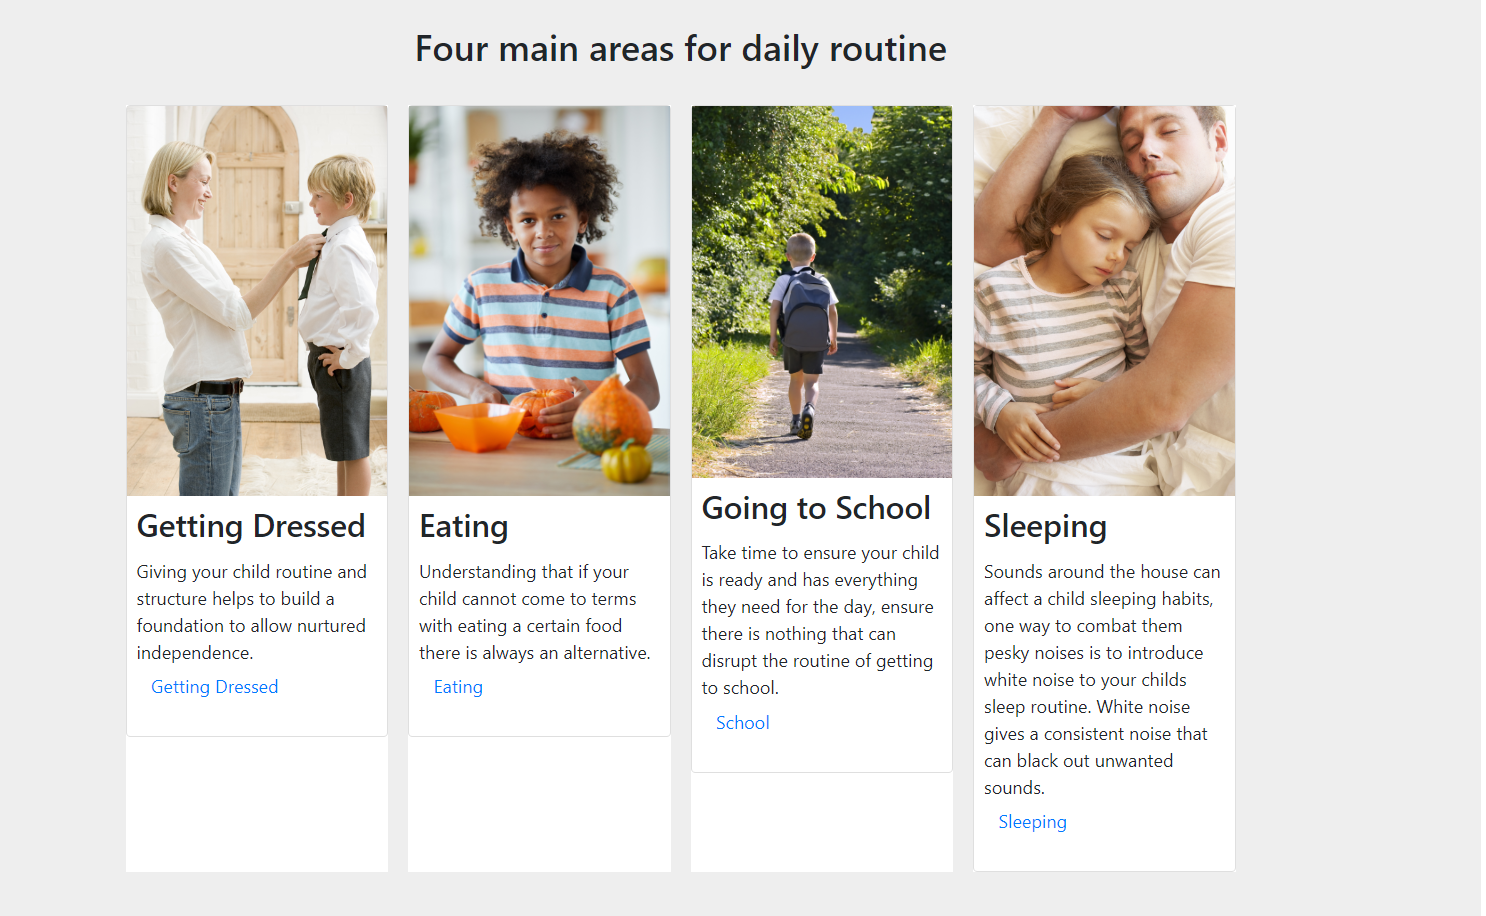 Four main areas for daily routine
Getting Dressed
Giving your child routine and
structure helps to build a
foundation to allow nurtured
independence.
Getting Dressed
Eating
Understanding that if your
child cannot come to terms
with eating a certain food
there is always an alternative.
Eating
Going to School
Take time to ensure your child
is ready and has everything
they need for the day, ensure
there is nothing that can
disrupt the routine of getting
to school.
School
Sleeping
Sounds around the house can
affect a child sleeping habits,
one way to combat them
pesky noises is to introduce
white noise to your childs
sleep routine. White noise
gives a consistent noise that
can black out unwanted
sounds.
Sleeping